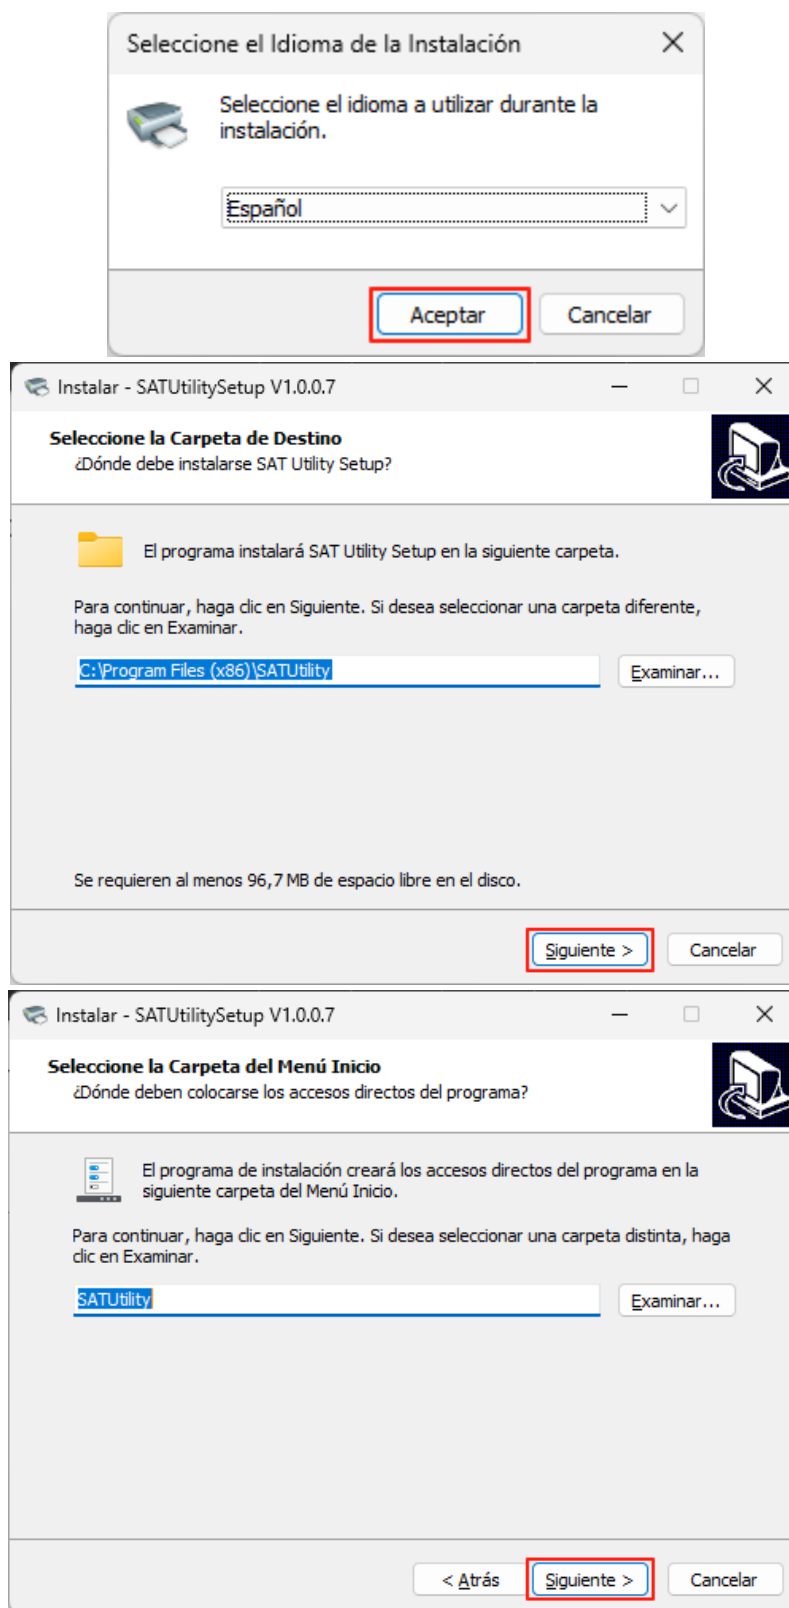 Seleccione el Idioma de la Instalación
Seleccione el idioma a utilizar durante la
instalación.
Español
Aceptar
Cancelar
Instalar - SATUtilitySetup V1.0.0.7
Seleccione la Carpeta de Destino
¿Dónde debe instalarse SAT Utility Setup?
El programa instalará SAT Utility Setup en la siguiente carpeta.
Para continuar, haga clic en Siguiente. Si desea seleccionar una carpeta diferente,
haga clic en Examinar.
C:\Program Files (x86)\SATUtility
Examinar...
Se requieren al menos 96,7 MB de espacio libre en el disco.
Siguiente >
Cancelar
Instalar - SATUtilitySetup V1.0.0.7
Seleccione la Carpeta del Menú Inicio
¿Dónde deben colocarse los accesos directos del programa?
El programa de instalación creará los accesos directos del programa en la
siguiente carpeta del Menú Inicio.
Para continuar, haga clic en Siguiente. Si desea seleccionar una carpeta distinta, haga
clic en Examinar.
SATUtility
Examinar...
< Atrás
Siguiente >
Cancelar